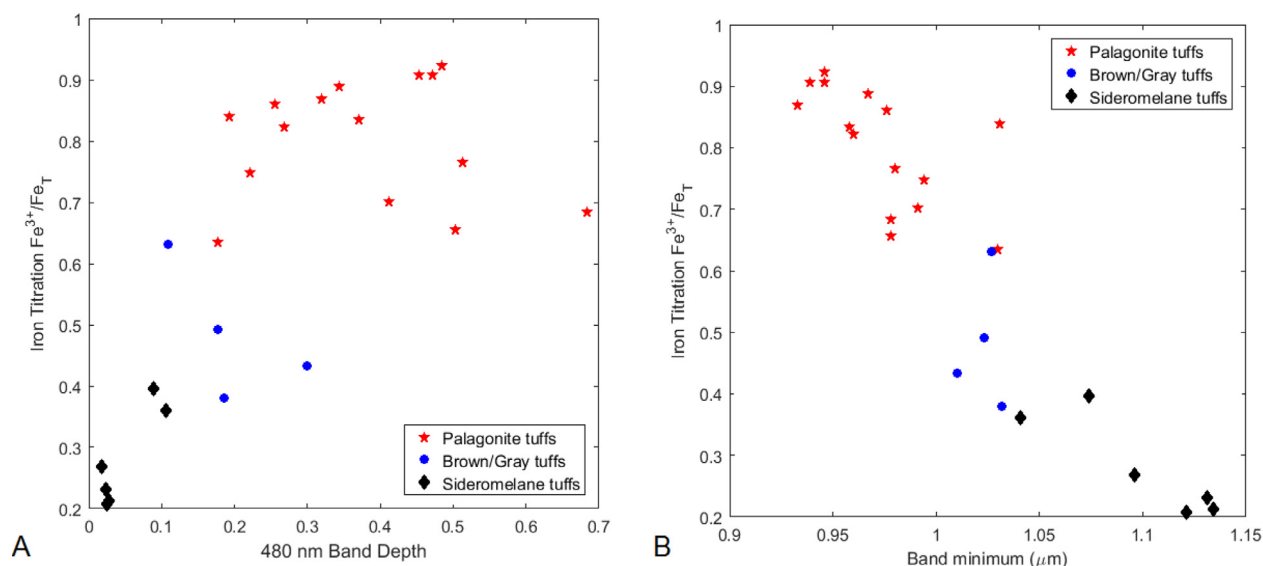 1
0.9
0.8
0.7
0.6
0.5
0.4
0.3
0.2
Iron Titration Fe3+/FeT
0
0.1
0.2
0.3
0.4
0.5
0.6
0.7
480 nm Band Depth
Palagonite tuffs
Brown/Gray tuffs
Sideromelane tuffs
A
1
0.9
0.8
0.7
0.6
0.5
0.4
0.3
0.2
Iron Titration Fe3+/FeT
0.9
0.95
1
1.05
1.1
1.15
Band minimum (μm)
Palagonite tuffs
Brown/Gray tuffs
Sideromelane tuffs
B